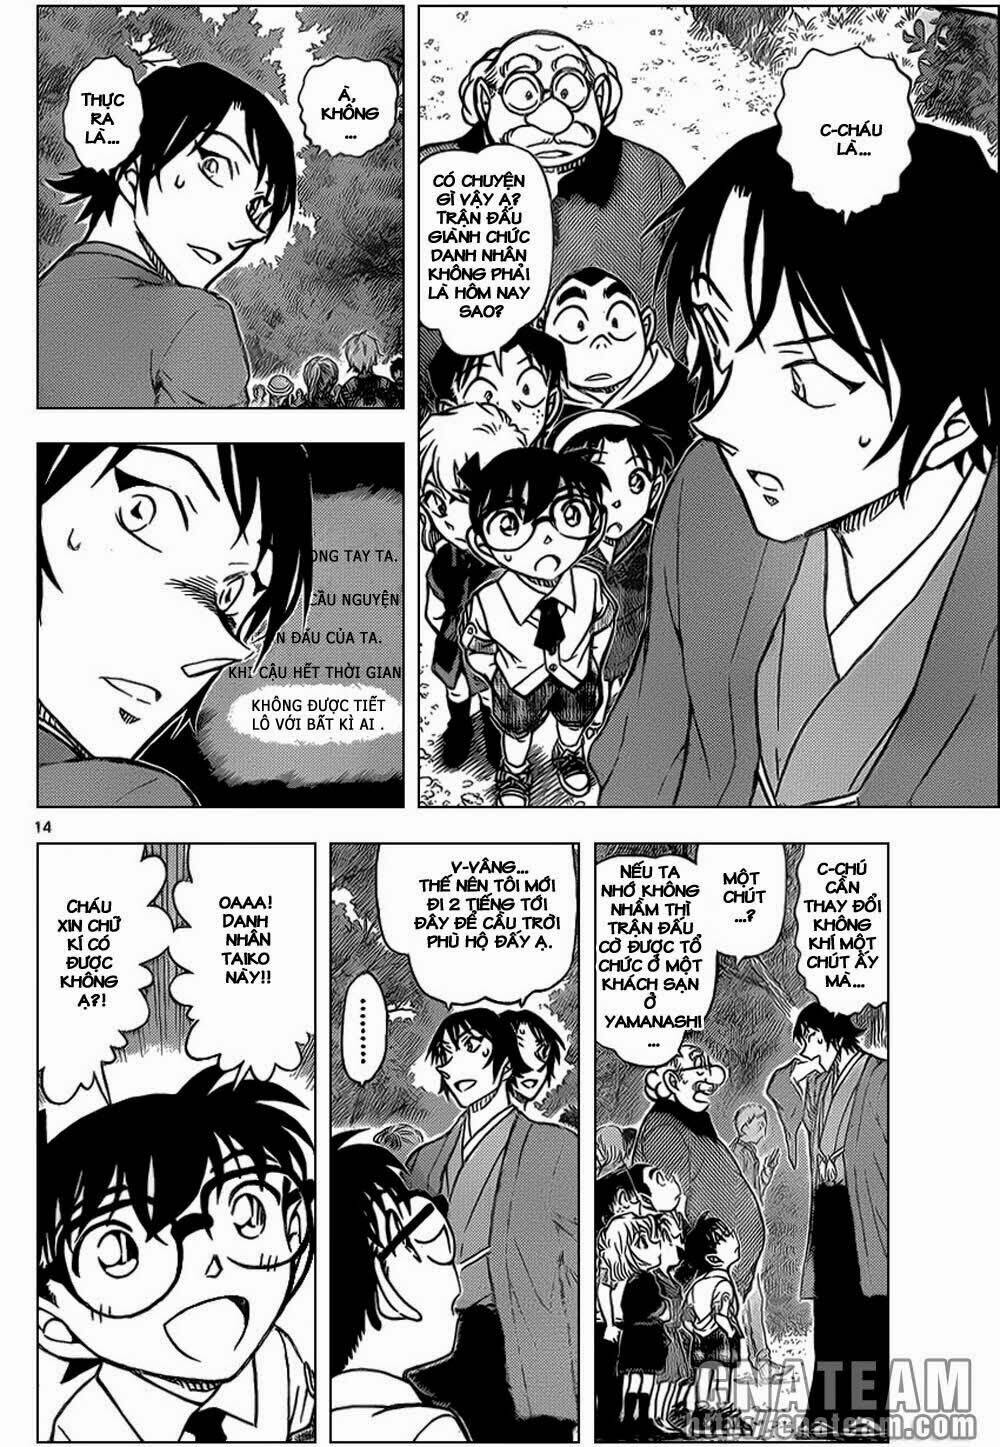 C-CHÁU
LÀ...
CÓ CHUYỆN
GÌ VẬY Ạ?
TRẬN ĐẤU
GIÀNH CHỨC
DANH NHÂN
KHÔNG PHẢI
LÀ HÔM NAY
SAO?
À,
KHÔNG
...
THỰC
RA
LÀ...
ONG TAY TA.
CẦU NGUYỆN
N ĐẤU CỦA TA.
KHI CẬU HẾT THỜI GIAN
KHÔNG ĐƯỢC TIẾT
LỘ VỚI BẤT KÌ AI .
14
C-CHÚ
CẦN
THAY ĐỔI
KHÔNG
KHÍ MỘT
CHÚT ẤY
MÀ...
MỘT
CHÚT
...?
NẾU TA
NHỚ KHÔNG
NHẦM THÌ
TRẬN ĐẤU
CỜ ĐƯỢC TỔ
CHỨC Ở MỘT
KHÁCH SẠN
Ở
YAMANASHI
...
V-VÂNG...
THẾ NÊN TÔI MỚI
ĐI 2 TIẾNG TỚI
ĐÂY ĐỂ CẦU TRỜI
PHÙ HỘ ĐẤY Ạ.
........
OAAA!
DANH
NHÂN
TAIKO
NÀY!!
CHÁU
XIN CHỮ
KÍ CÓ
ĐƯỢC
KHÔNG
Ạ?!
CNATEAM
http://cnateam.com